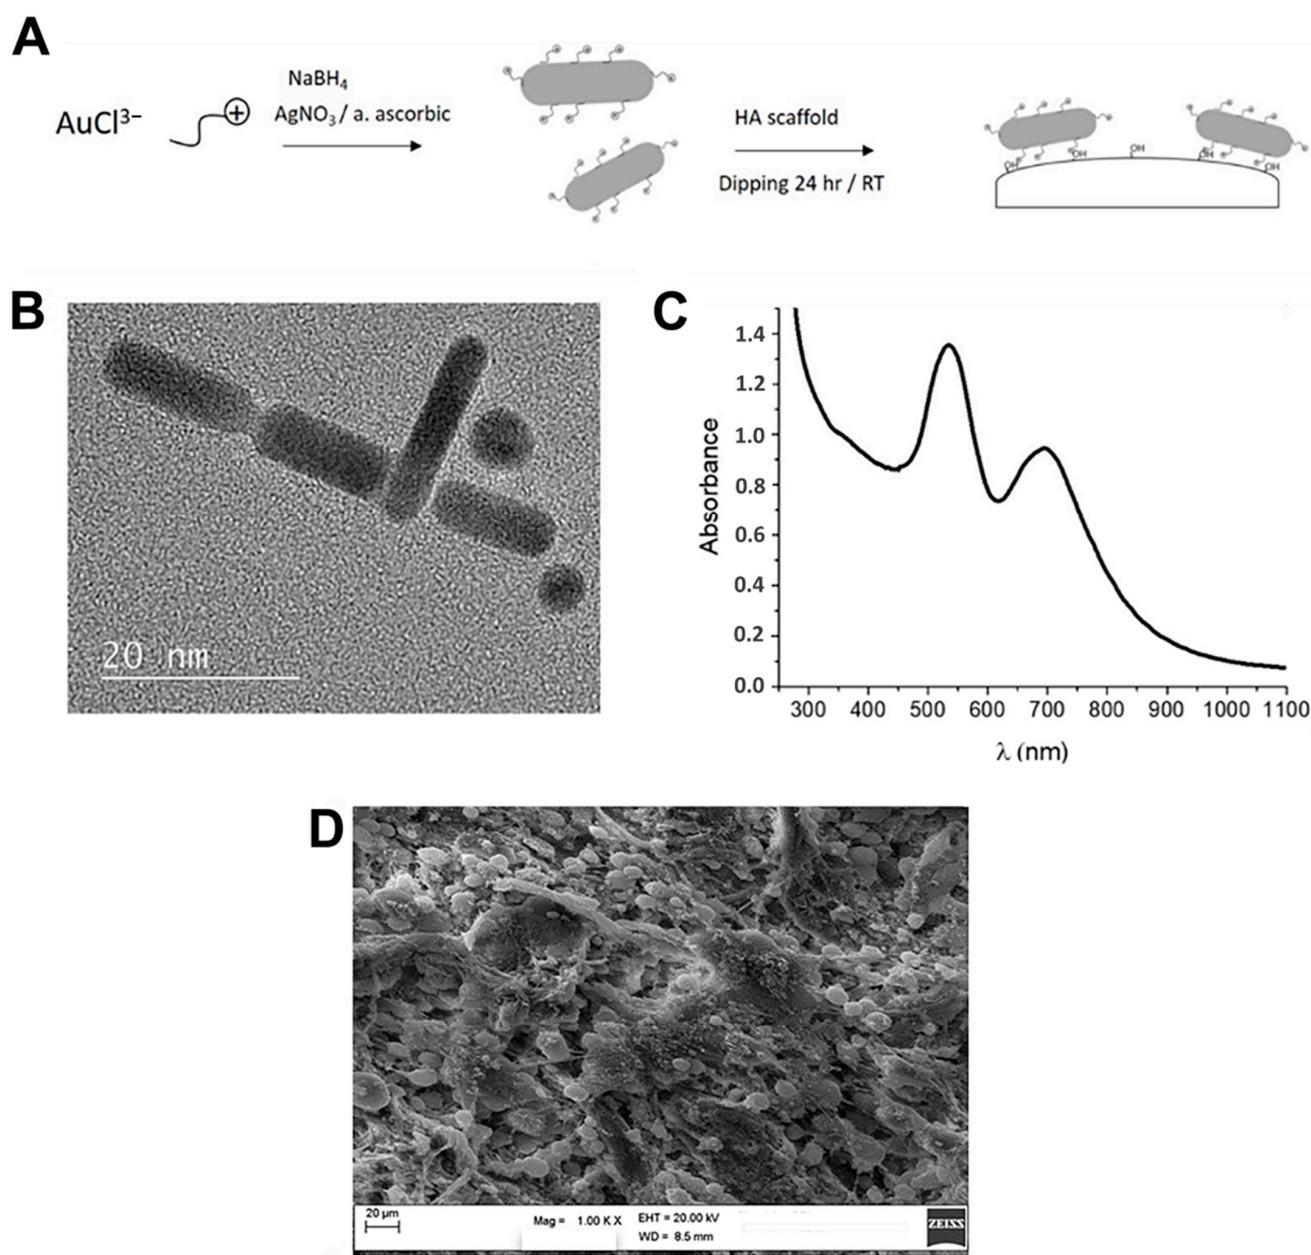 A
AuCl³⁻
+
NaBH₄
AgNO₃ / a. ascorbic
HA scaffold
Dipping 24 hr / RT
OH
OH
OH
OH
OH
B
20 nm
C
Absorbance
1.4
1.2
1.0
0.8
0.6
0.4
0.2
0.0
300 400 500 600 700 800 900 1000 1100
λ (nm)
D
20 µm
Mag = 1.00 K X
EHT = 20.00 kV
WD = 8.5 mm
ZEISS